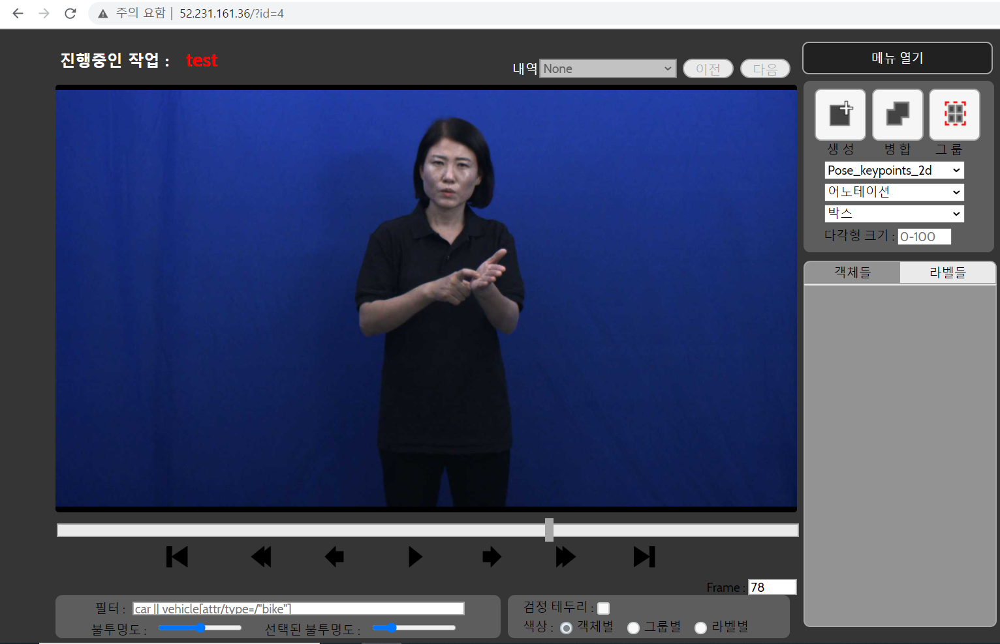 주의 요함 | 52.231.161.36/?id=4
진행중인 작업 : test
내역 None 이전 다음
메뉴 열기
생 성 병 합 그 룹
Pose_keypoints_2d
어노테이션
박스
다각형 크기 : 0-100
객체들 라벨들
Frame : 78
필터 : car || vehicle[attr/type=/"bike"]
불투명도 : 선택된 불투명도 :
검정 테두리 :
색상 : 객체별 그룹별 라벨별